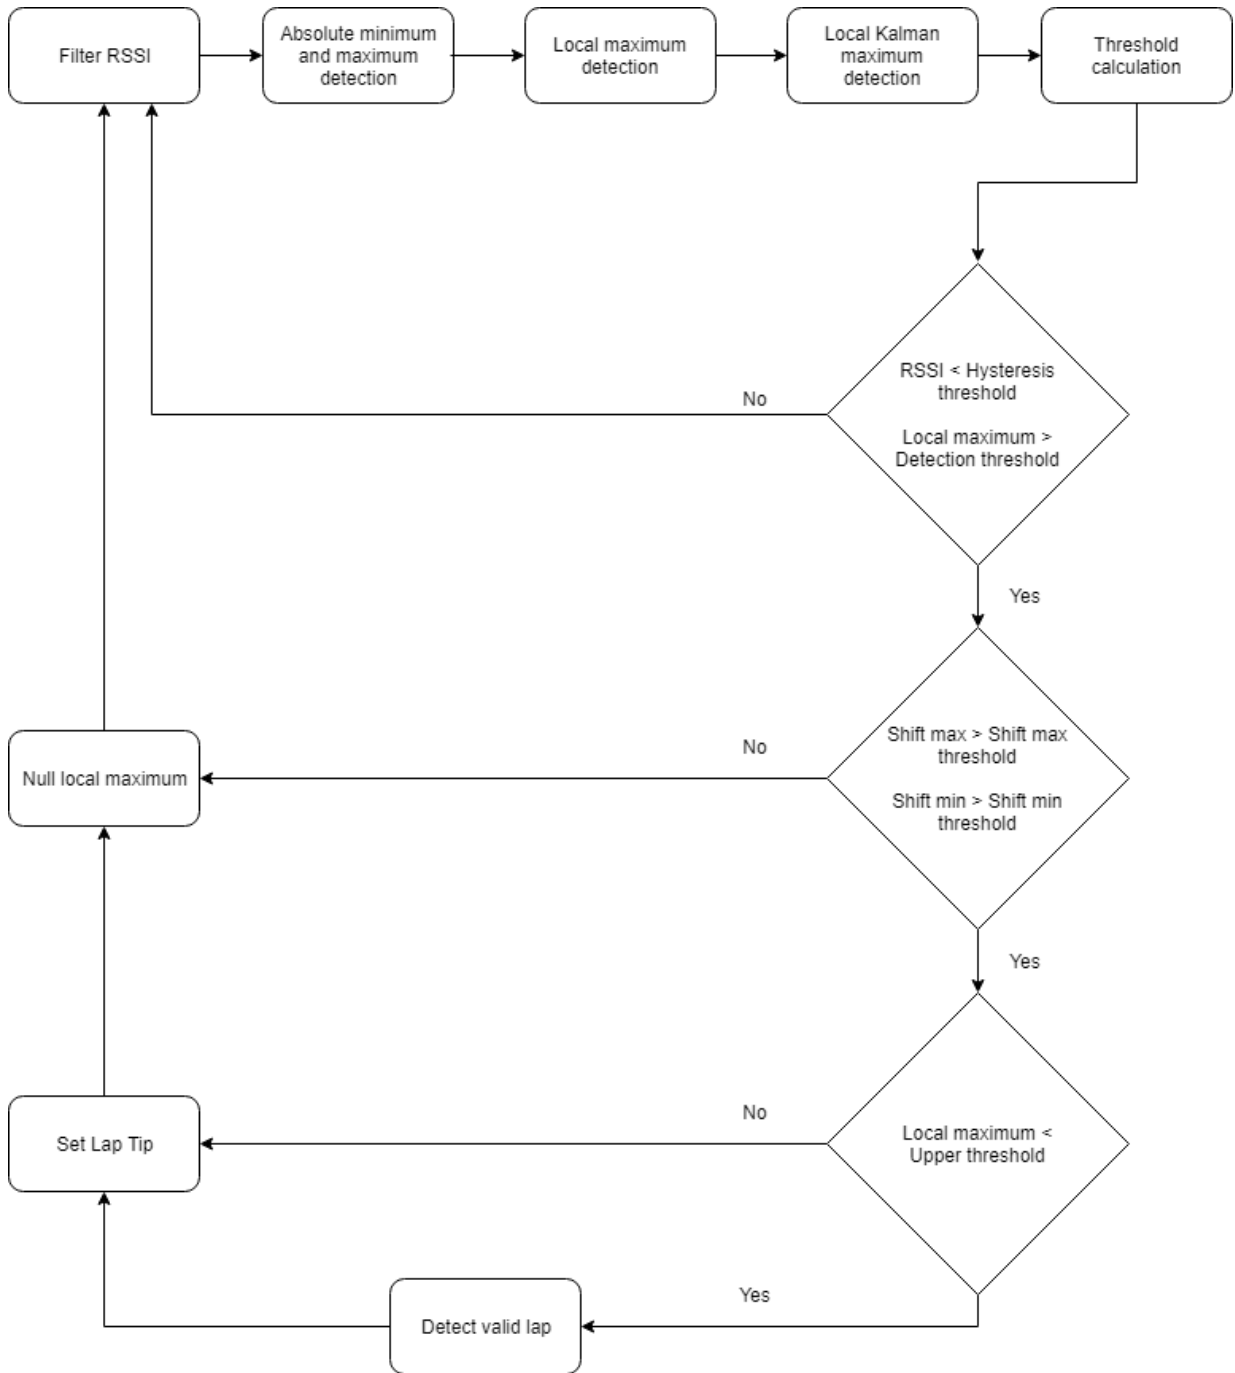 Filter RSSI
Absolute minimum
and maximum
detection
Local maximum
detection
Local Kalman
maximum
detection
Threshold
calculation
RSSI < Hysteresis
threshold
Local maximum >
Detection threshold
No
Yes
Shift max > Shift max
threshold
Shift min > Shift min
threshold
No
Null local maximum
Yes
Local maximum <
Upper threshold
No
Set Lap Tip
Yes
Detect valid lap